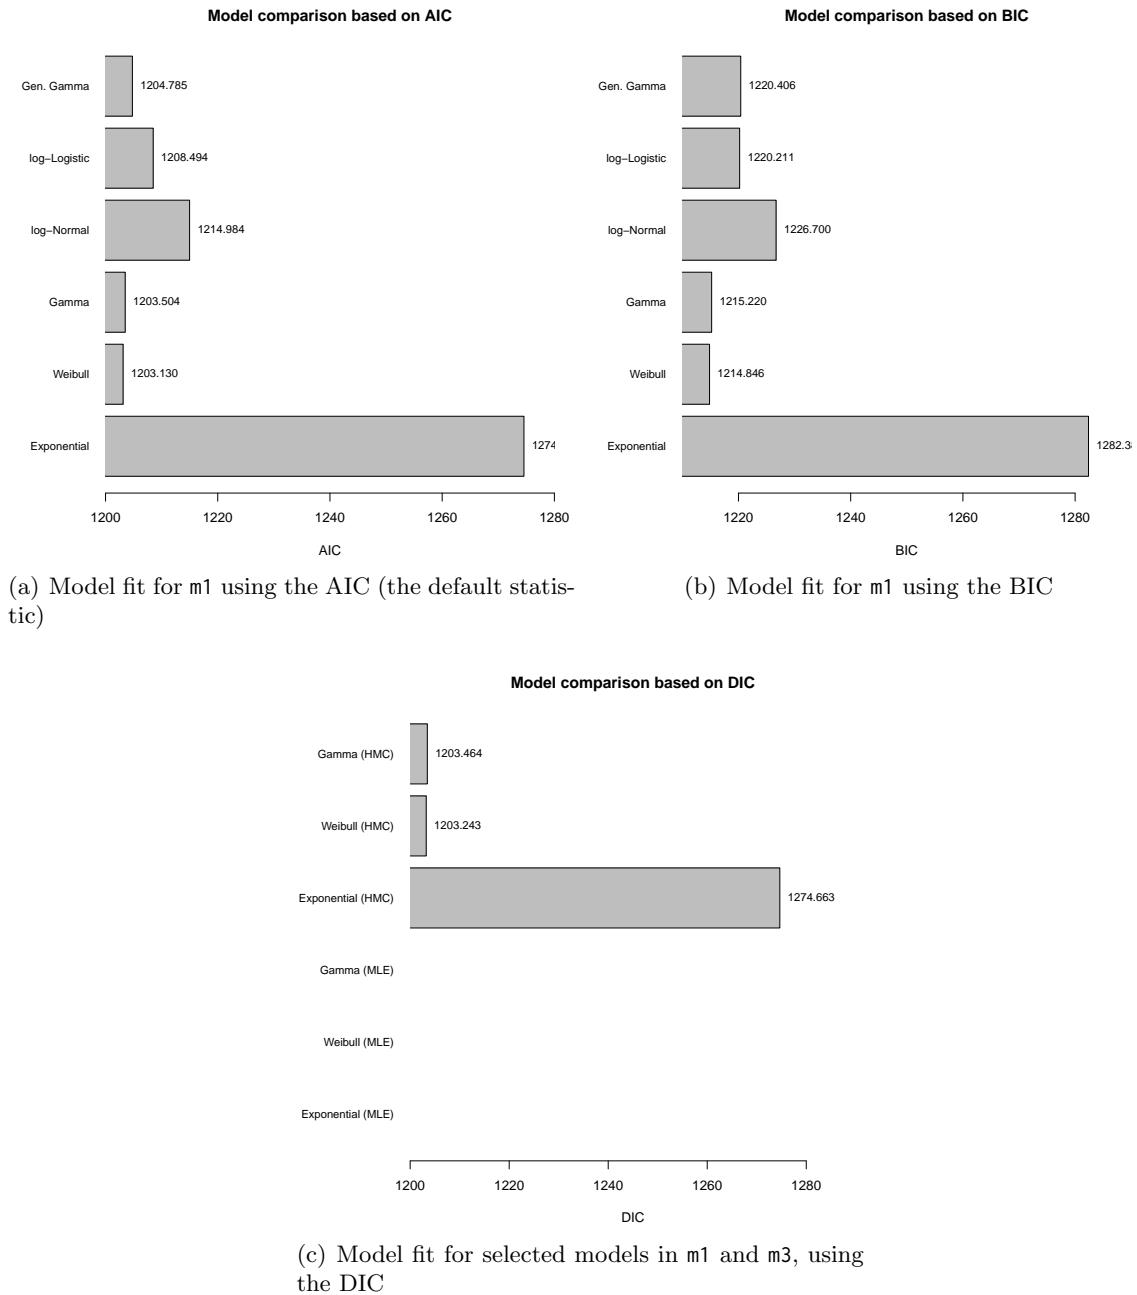 Model comparison based on AIC
Gen. Gamma
1204.785
log−Logistic
1208.494
log−Normal
1214.984
Gamma
1203.504
Weibull
1203.130
Exponential
1274
1200 1220 1240 1260 1280
AIC
(a) Model fit for m1 using the AIC (the default statis-
tic)
Model comparison based on BIC
Gen. Gamma
1220.406
log−Logistic
1220.211
log−Normal
1226.700
Gamma
1215.220
Weibull
1214.846
Exponential
1282.3
1220 1240 1260 1280
BIC
(b) Model fit for m1 using the BIC
Model comparison based on DIC
Gamma (HMC)
1203.464
Weibull (HMC)
1203.243
Exponential (HMC)
1274.663
Gamma (MLE)
Weibull (MLE)
Exponential (MLE)
1200 1220 1240 1260 1280
DIC
(c) Model fit for selected models in m1 and m3, using
the DIC